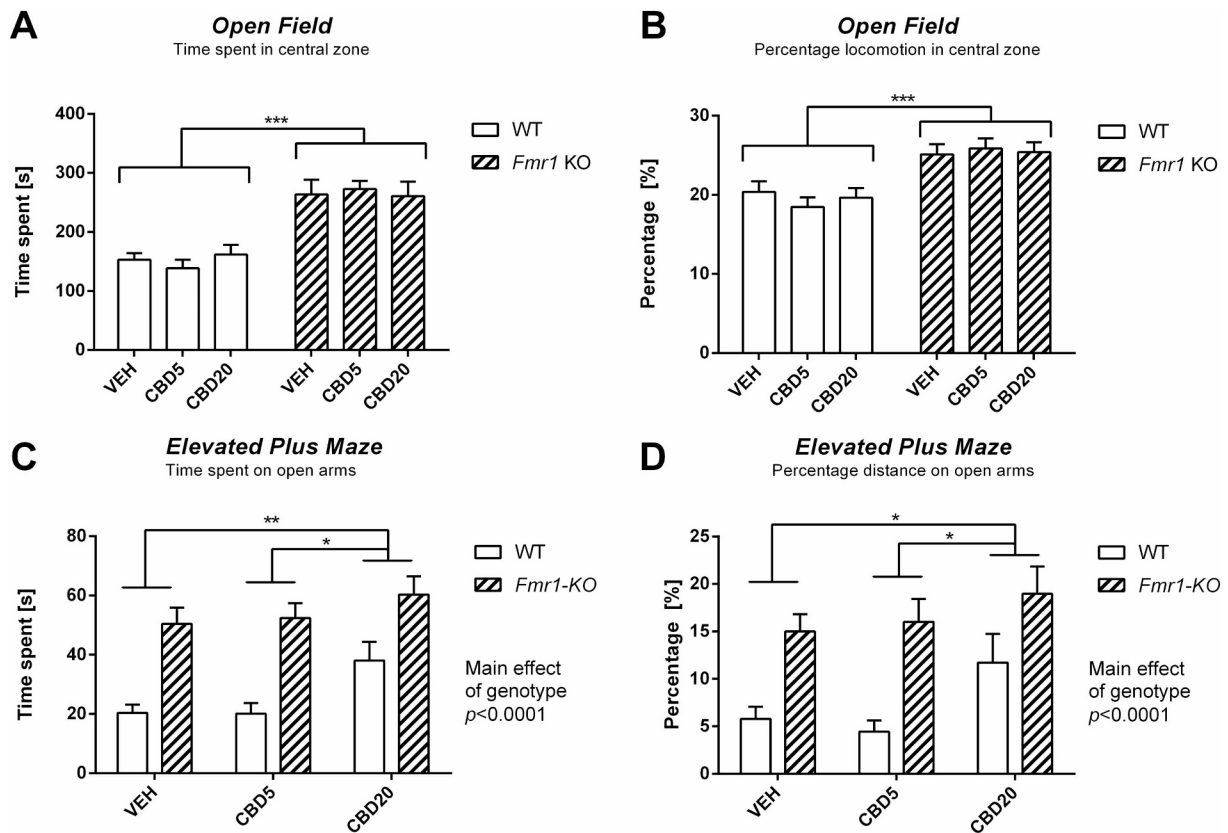 A
Open Field
Time spent in central zone
Time spent [s]
400
300
200
100
0
***
VEH
CBD5
CBD20
VEH
CBD5
CBD20
WT
Fmr1 KO
B
Open Field
Percentage locomotion in central zone
Percentage [%]
30
20
10
0
***
VEH
CBD5
CBD20
VEH
CBD5
CBD20
WT
Fmr1 KO
C
Elevated Plus Maze
Time spent on open arms
Time spent [s]
80
60
40
20
0
**
*
VEH
CBD5
CBD20
WT
Fmr1-KO
Main effect
of genotype
p<0.0001
D
Elevated Plus Maze
Percentage distance on open arms
Percentage [%]
25
20
15
10
5
0
*
*
VEH
CBD5
CBD20
WT
Fmr1-KO
Main effect
of genotype
p<0.0001